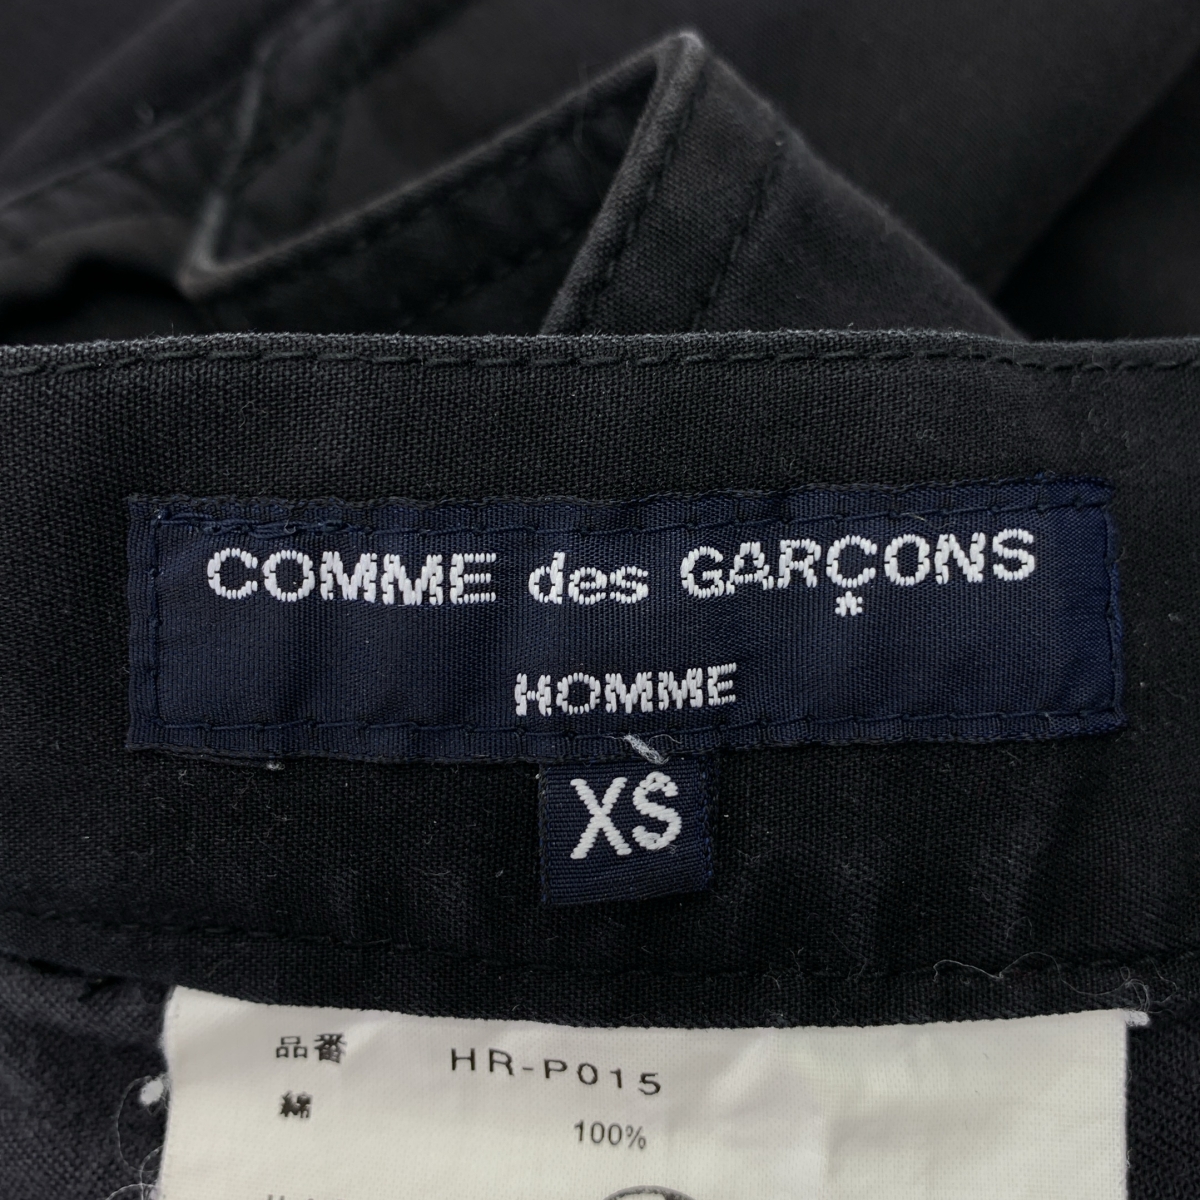 COMME des GARÇONS
HOMME
XS
品番 HR-P015
綿 100%